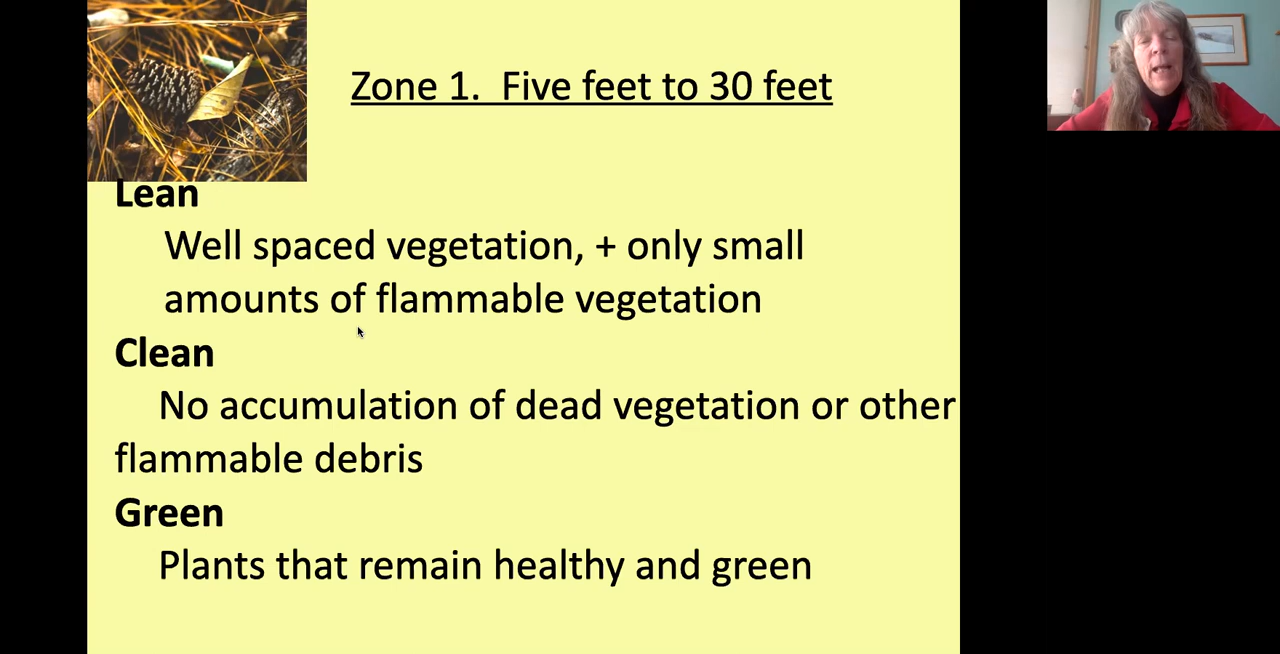 Zone 1.  Five feet to 30 feet
Lean
Well spaced vegetation, + only small
amounts of flammable vegetation
Clean
No accumulation of dead vegetation or other
flammable debris
Green
Plants that remain healthy and green